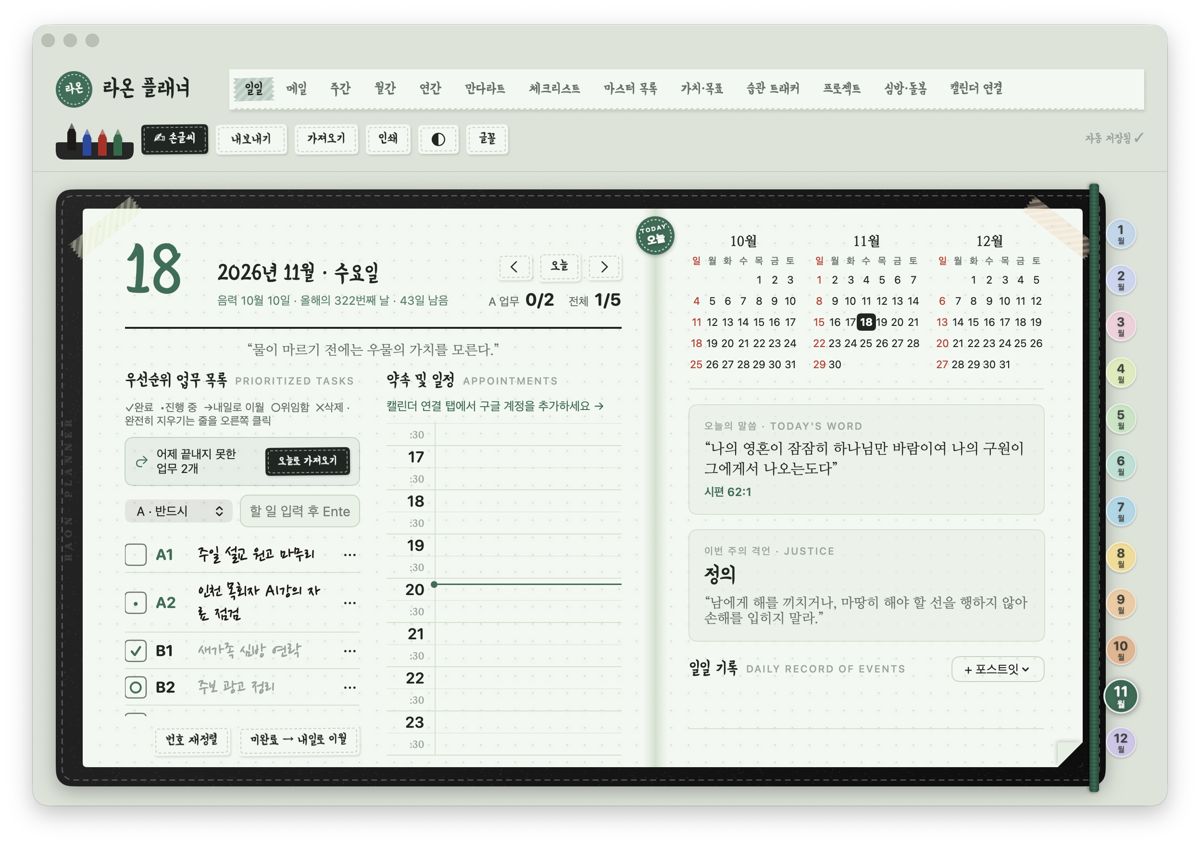 라온
라온 플래너
일일 메일 주간 월간 연간 만다라트 체크리스트 마스터 목록 가치·목표 습관 트래커 프로젝트 심방·돌봄 캘린더 연결
✍ 손글씨 내보내기 가져오기 인쇄 글꼴
자동 저장됨 ✓
RAON PLANNER
18
2026년 11월 · 수요일
음력 10월 10일 · 올해의 322번째 날 · 43일 남음
오늘
A 업무 0/2 전체 1/5
“물이 마르기 전에는 우물의 가치를 모른다.”
우선순위 업무 목록 PRIORITIZED TASKS
✓완료 •진행 중 →내일로 이월 ○위임함 ✕삭제 ·
완전히 지우기는 줄을 오른쪽 클릭
어제 끝내지 못한
업무 2개
오늘로 가져오기
A · 반드시
할 일 입력 후 Ente
A1 주일 설교 원고 마무리 ···
A2 인천 목회자 AI강의 자
료 점검 ···
B1 새가족 심방 연락 ···
B2 주보 광고 정리 ···
번호 재정렬 미완료 → 내일로 이월
약속 및 일정 APPOINTMENTS
캘린더 연결 탭에서 구글 계정을 추가하세요 →
:30
17
:30
18
:30
19
:30
20
:30
21
:30
22
:30
23
:30
TODAY
오늘
10월
일 월 화 수 목 금 토
1 2 3
4 5 6 7 8 9 10
11 12 13 14 15 16 17
18 19 20 21 22 23 24
25 26 27 28 29 30 31
11월
일 월 화 수 목 금 토
1 2 3 4 5 6 7
8 9 10 11 12 13 14
15 16 17 18 19 20 21
22 23 24 25 26 27 28
29 30
12월
일 월 화 수 목 금 토
1 2 3 4 5
6 7 8 9 10 11 12
13 14 15 16 17 18 19
20 21 22 23 24 25 26
27 28 29 30 31
오늘의 말씀 · TODAY'S WORD
“나의 영혼이 잠잠히 하나님만 바람이여 나의 구원이
그에게서 나오는도다”
시편 62:1
이번 주의 격언 · JUSTICE
정의
“남에게 해를 끼치거나, 마땅히 해야 할 선을 행하지 않아
손해를 입히지 말라.”
일일 기록 DAILY RECORD OF EVENTS
+ 포스트잇
1
월
2
월
3
월
4
월
5
월
6
월
7
월
8
월
9
월
10
월
11
월
12
월